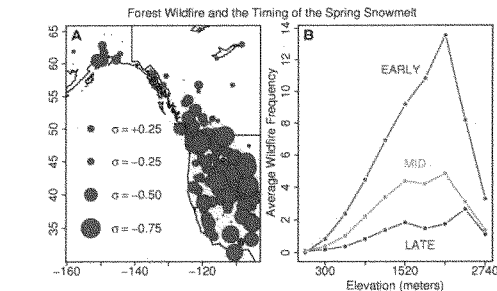 Forest Wildfire and the Timing of the Spring Snowmelt
A
65
60
55
50
45
40
35
σ = +0.25
σ = −0.25
σ = −0.50
σ = −0.75
−160
−140
−120
B
Average Wildfire Frequency
14
12
10
8
6
4
2
0
EARLY
MID
LATE
300
1520
2740
Elevation (meters)